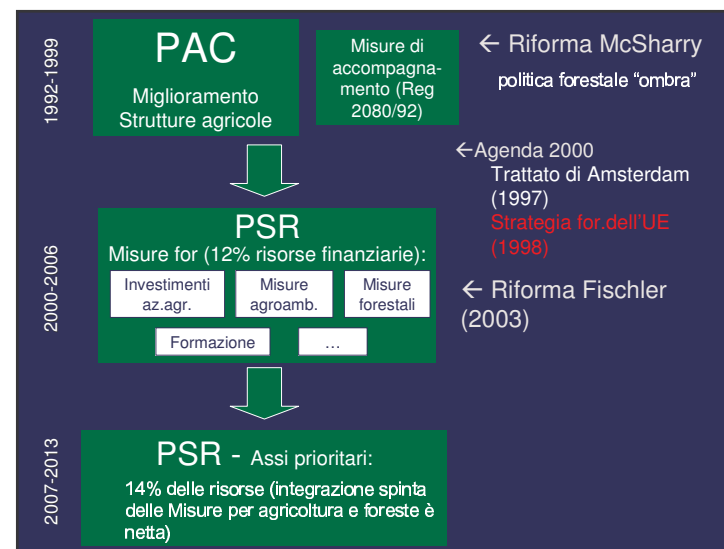 1992-1999
PAC
Miglioramento
Strutture agricole
Misure di
accompagna-
mento (Reg
2080/92)
← Riforma McSharry
politica forestale “ombra”
←Agenda 2000
Trattato di Amsterdam
(1997)
Strategia for.dell’UE
(1998)
2000-2006
PSR
Misure for (12% risorse finanziarie):
Investimenti
az.agr.
Misure
agroamb.
Misure
forestali
Formazione
…
← Riforma Fischler
(2003)
2007-2013
PSR - Assi prioritari:
14% delle risorse (integrazione spinta
delle Misure per agricoltura e foreste è
netta)